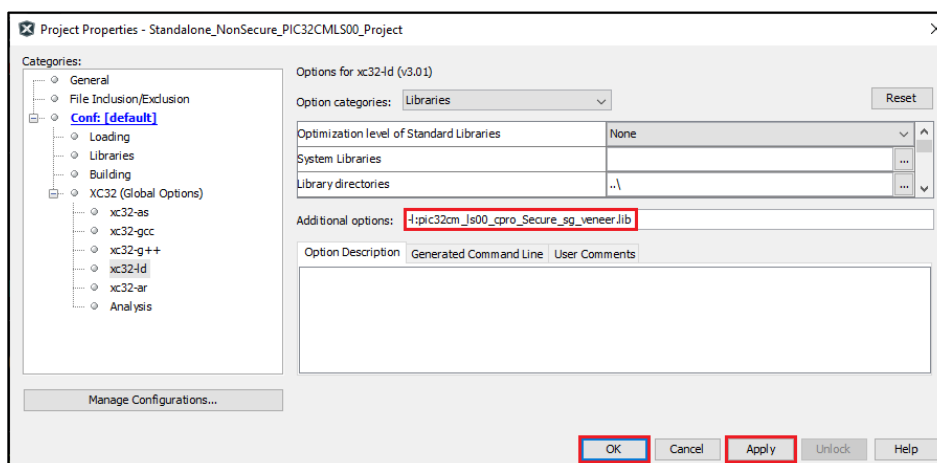 Project Properties - Standalone_NonSecure_PIC32CMLS00_Project
Categories:
General
File Inclusion/Exclusion
Conf: [default]
Loading
Libraries
Building
XC32 (Global Options)
xc32-as
xc32-gcc
xc32-g++
xc32-ld
xc32-ar
Analysis
Manage Configurations...
Options for xc32-ld (v3.01)
Option categories: Libraries Reset
Optimization level of Standard Libraries None
System Libraries ...
Library directories ..\ ...
Additional options: -l:pic32cm_ls00_cpro_Secure_sg_veneer.lib
Option Description Generated Command Line User Comments
OK Cancel Apply Unlock Help